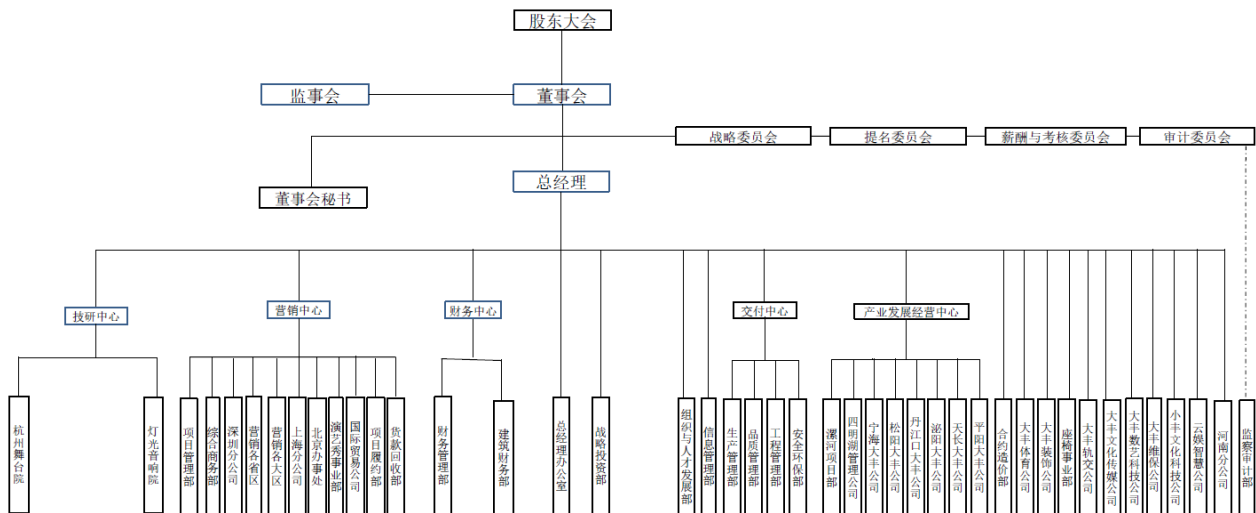 股东大会
监事会
董事会
战略委员会
提名委员会
薪酬与考核委员会
审计委员会
总经理
董事会秘书
技研中心
营销中心
财务中心
交付中心
产业发展经营中心
杭州舞台院
灯光音响院
项目管理部
综合商务部
深圳分公司
营销各省区
营销各大区
上海分公司
北京办事处
演艺秀事业部
国际贸易公司
项目履约部
货款回收部
财务管理部
建筑财务部
总经理办公室
战略投资部
组织与人才发展部
信息管理部
生产管理部
品质管理部
工程管理部
安全环保部
漯河项目部
四明湖管理公司
宁海大丰公司
松阳大丰公司
丹江口大丰公司
泌阳大丰公司
天长大丰公司
平阳大丰公司
合约造价部
大丰体育公司
大丰装饰公司
座椅事业部
大丰轨交公司
大丰文化传媒公司
大丰数艺科技公司
大丰维保公司
小丰文化科技公司
云娱智慧公司
河南分公司
监察审计部